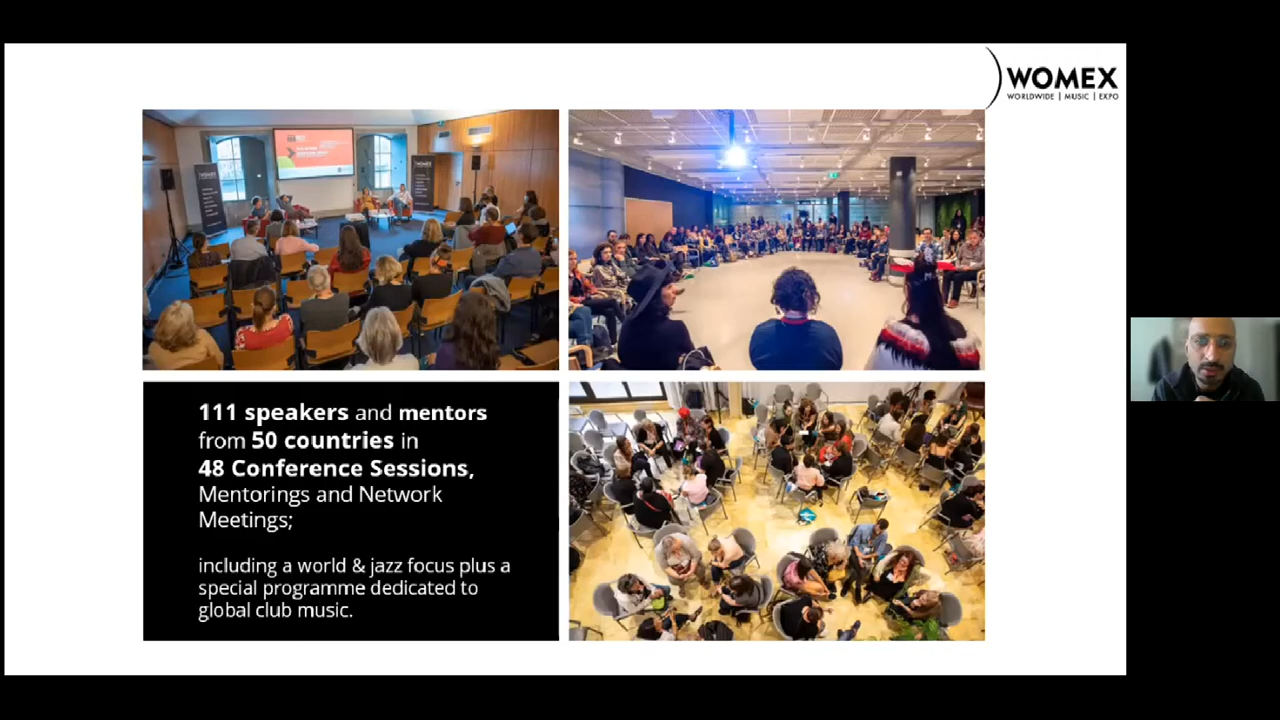 WOMEX
WORLDWIDE | MUSIC | EXPO
WOMEX
111 speakers and mentors
from 50 countries in
48 Conference Sessions,
Mentorings and Network
Meetings;
including a world & jazz focus plus a
special programme dedicated to
global club music.